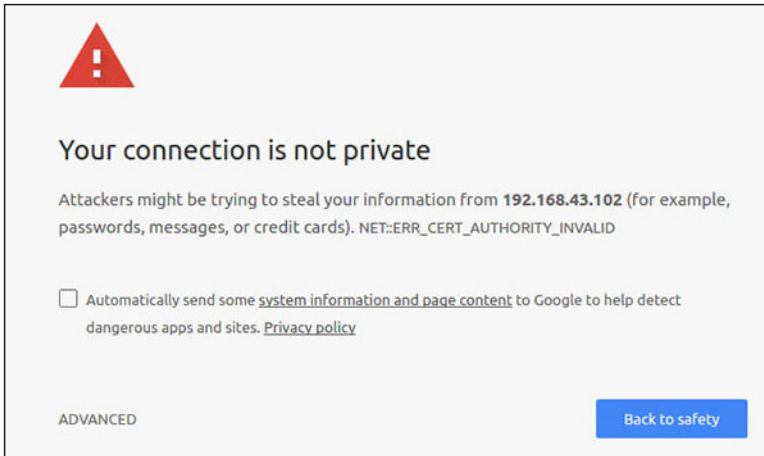 Your connection is not private
Attackers might be trying to steal your information from 192.168.43.102 (for example,
passwords, messages, or credit cards). NET::ERR_CERT_AUTHORITY_INVALID
Automatically send some system information and page content to Google to help detect
dangerous apps and sites. Privacy policy
ADVANCED
Back to safety